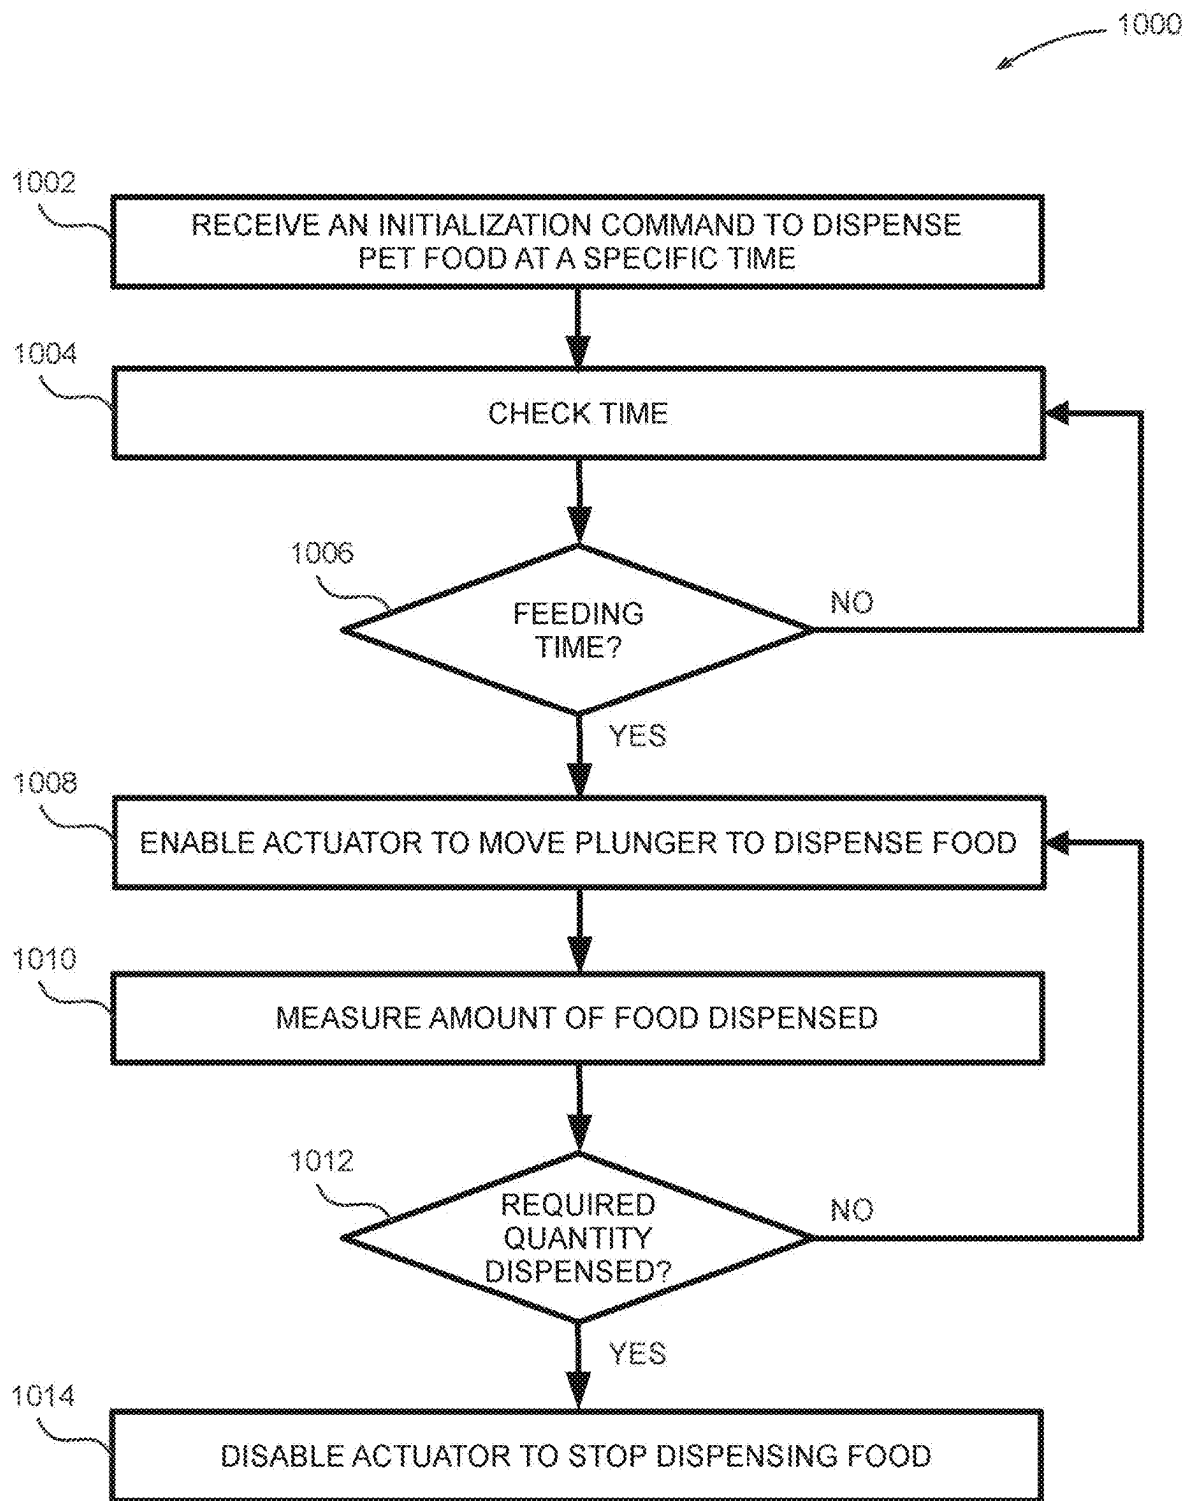 1000
1002
RECEIVE AN INITIALIZATION COMMAND TO DISPENSE
PET FOOD AT A SPECIFIC TIME
1004
CHECK TIME
1006
FEEDING
TIME?
NO
YES
1008
ENABLE ACTUATOR TO MOVE PLUNGER TO DISPENSE FOOD
1010
MEASURE AMOUNT OF FOOD DISPENSED
1012
REQUIRED
QUANTITY
DISPENSED?
NO
YES
1014
DISABLE ACTUATOR TO STOP DISPENSING FOOD